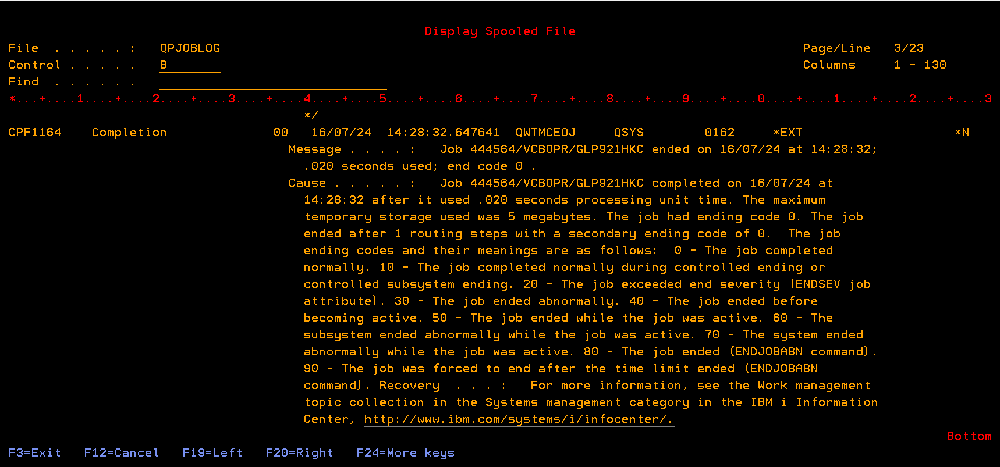 Display Spooled File
File  . . . . . :   QPJOBLOG                                                                             Page/Line   3/23
Control . . . . .   B                                                                                    Columns     1 - 130
Find  . . . . . .
*...+....1....+....2....+....3....+....4....+....5....+....6....+....7....+....8....+....9....+....0....+....1....+....2....+....3
*/
CPF1164    Completion              00   16/07/24  14:28:32.647641  QWTMCEOJ     QSYS        0162     *EXT                    *N
Message . . . . :   Job 444564/VCBOPR/GLP921HKC ended on 16/07/24 at 14:28:32;
.020 seconds used; end code 0 .
Cause . . . . . :   Job 444564/VCBOPR/GLP921HKC completed on 16/07/24 at
14:28:32 after it used .020 seconds processing unit time. The maximum
temporary storage used was 5 megabytes. The job had ending code 0. The job
ended after 1 routing steps with a secondary ending code of 0.  The job
ending codes and their meanings are as follows:  0 - The job completed
normally. 10 - The job completed normally during controlled ending or
controlled subsystem ending. 20 - The job exceeded end severity (ENDSEV job
attribute). 30 - The job ended abnormally. 40 - The job ended before
becoming active. 50 - The job ended while the job was active. 60 - The
subsystem ended abnormally while the job was active. 70 - The system ended
abnormally while the job was active. 80 - The job ended (ENDJOBABN command).
90 - The job was forced to end after the time limit ended (ENDJOBABN
command). Recovery  . . . :   For more information, see the Work management
topic collection in the Systems management category in the IBM i Information
Center, http://www.ibm.com/systems/i/infocenter/.
Bottom
F3=Exit   F12=Cancel   F19=Left   F20=Right   F24=More keys